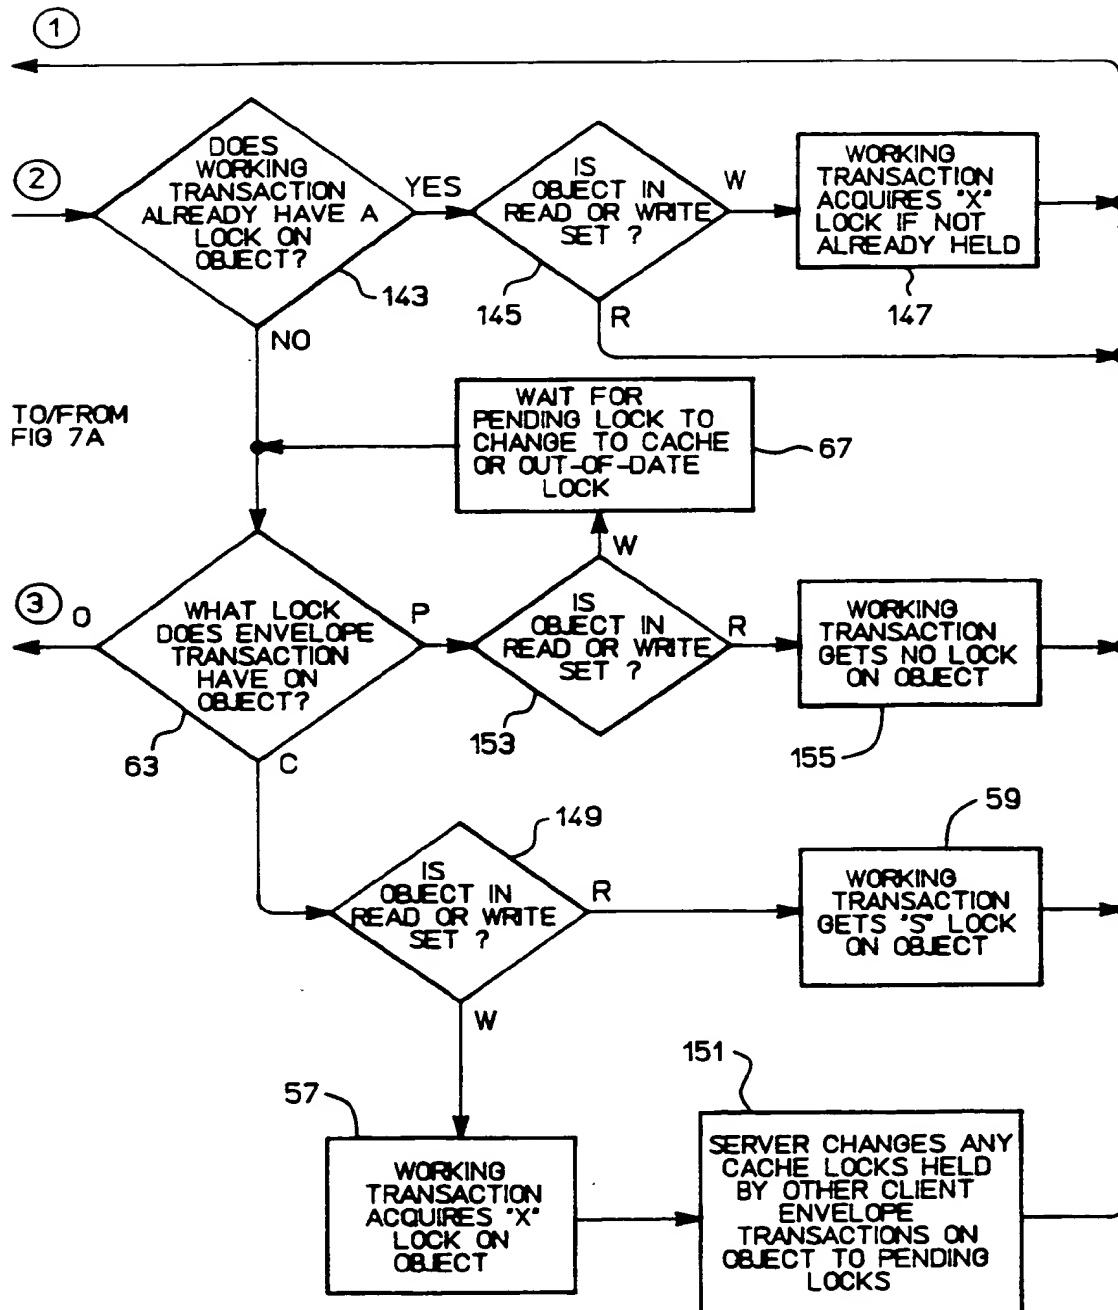 1
2
DOES
WORKING
TRANSACTION
ALREADY HAVE A
LOCK ON
OBJECT?
YES
143
NO
IS
OBJECT IN
READ OR WRITE
SET ?
W
145
R
WORKING
TRANSACTION
ACQUIRES "X"
LOCK IF NOT
ALREADY HELD
147
TO/FROM
FIG 7A
WAIT FOR
PENDING LOCK TO
CHANGE TO CACHE
OR OUT-OF-DATE
LOCK
67
3
O
WHAT LOCK
DOES ENVELOPE
TRANSACTION
HAVE ON
OBJECT?
P
63
C
W
IS
OBJECT IN
READ OR WRITE
SET ?
R
153
WORKING
TRANSACTION
GETS NO LOCK
ON OBJECT
155
149
IS
OBJECT IN
READ OR WRITE
SET ?
R
W
59
WORKING
TRANSACTION
GETS "S" LOCK
ON OBJECT
57
WORKING
TRANSACTION
ACQUIRES "X"
LOCK ON
OBJECT
151
SERVER CHANGES ANY
CACHE LOCKS HELD
BY OTHER CLIENT
ENVELOPE
TRANSACTIONS ON
OBJECT TO PENDING
LOCKS